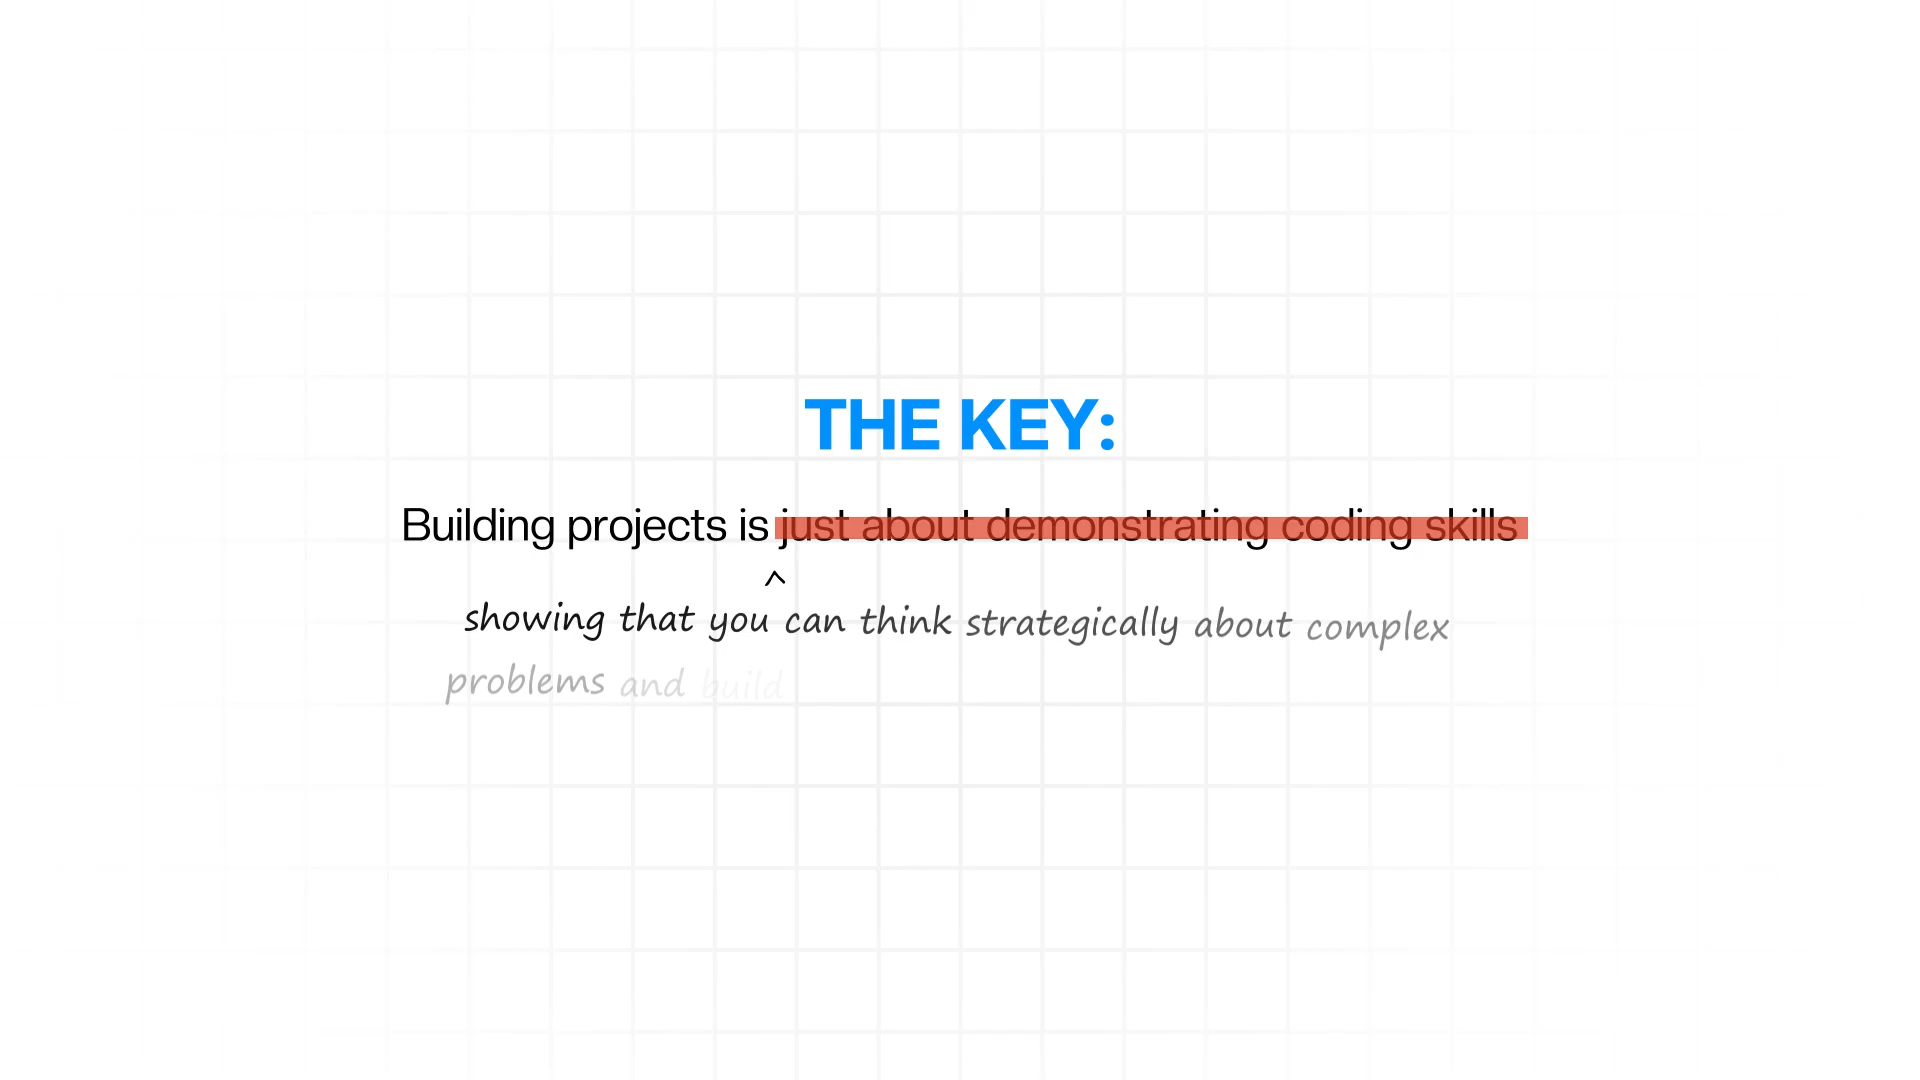 THE KEY:
Building projects is just about demonstrating coding skills
^
showing that you can think strategically about complex
problems and build